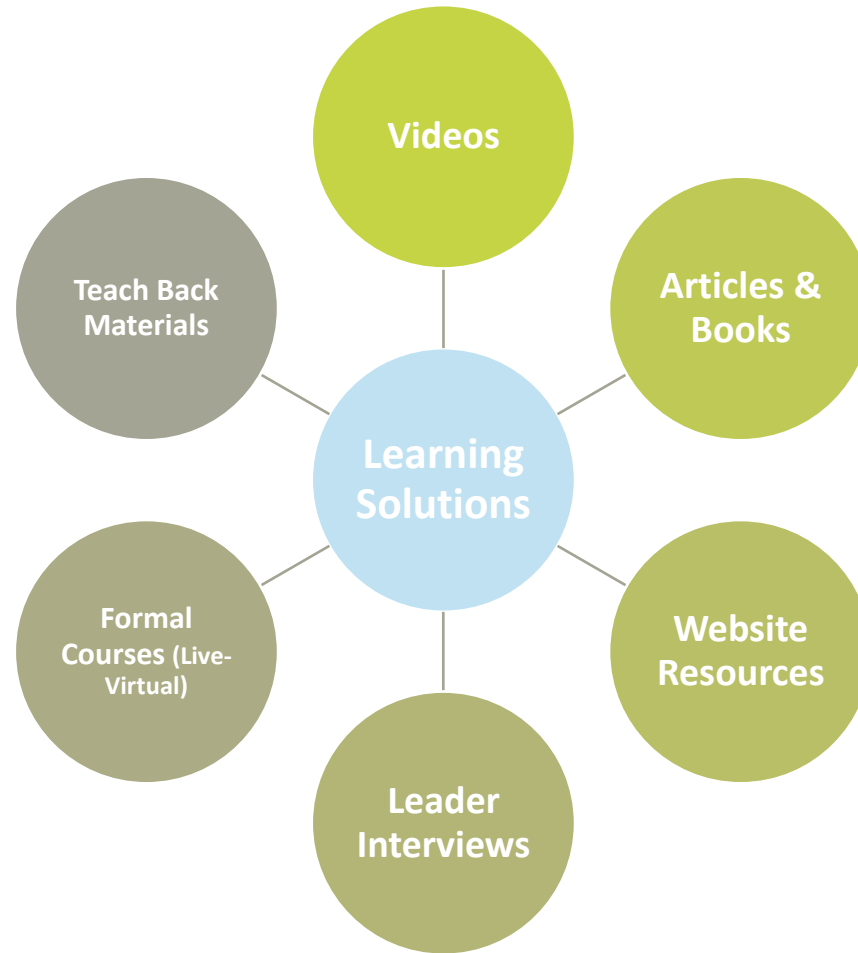 Videos
Articles &
Books
Website
Resources
Leader
Interviews
Formal
Courses (Live-
Virtual)
Teach Back
Materials
Learning
Solutions